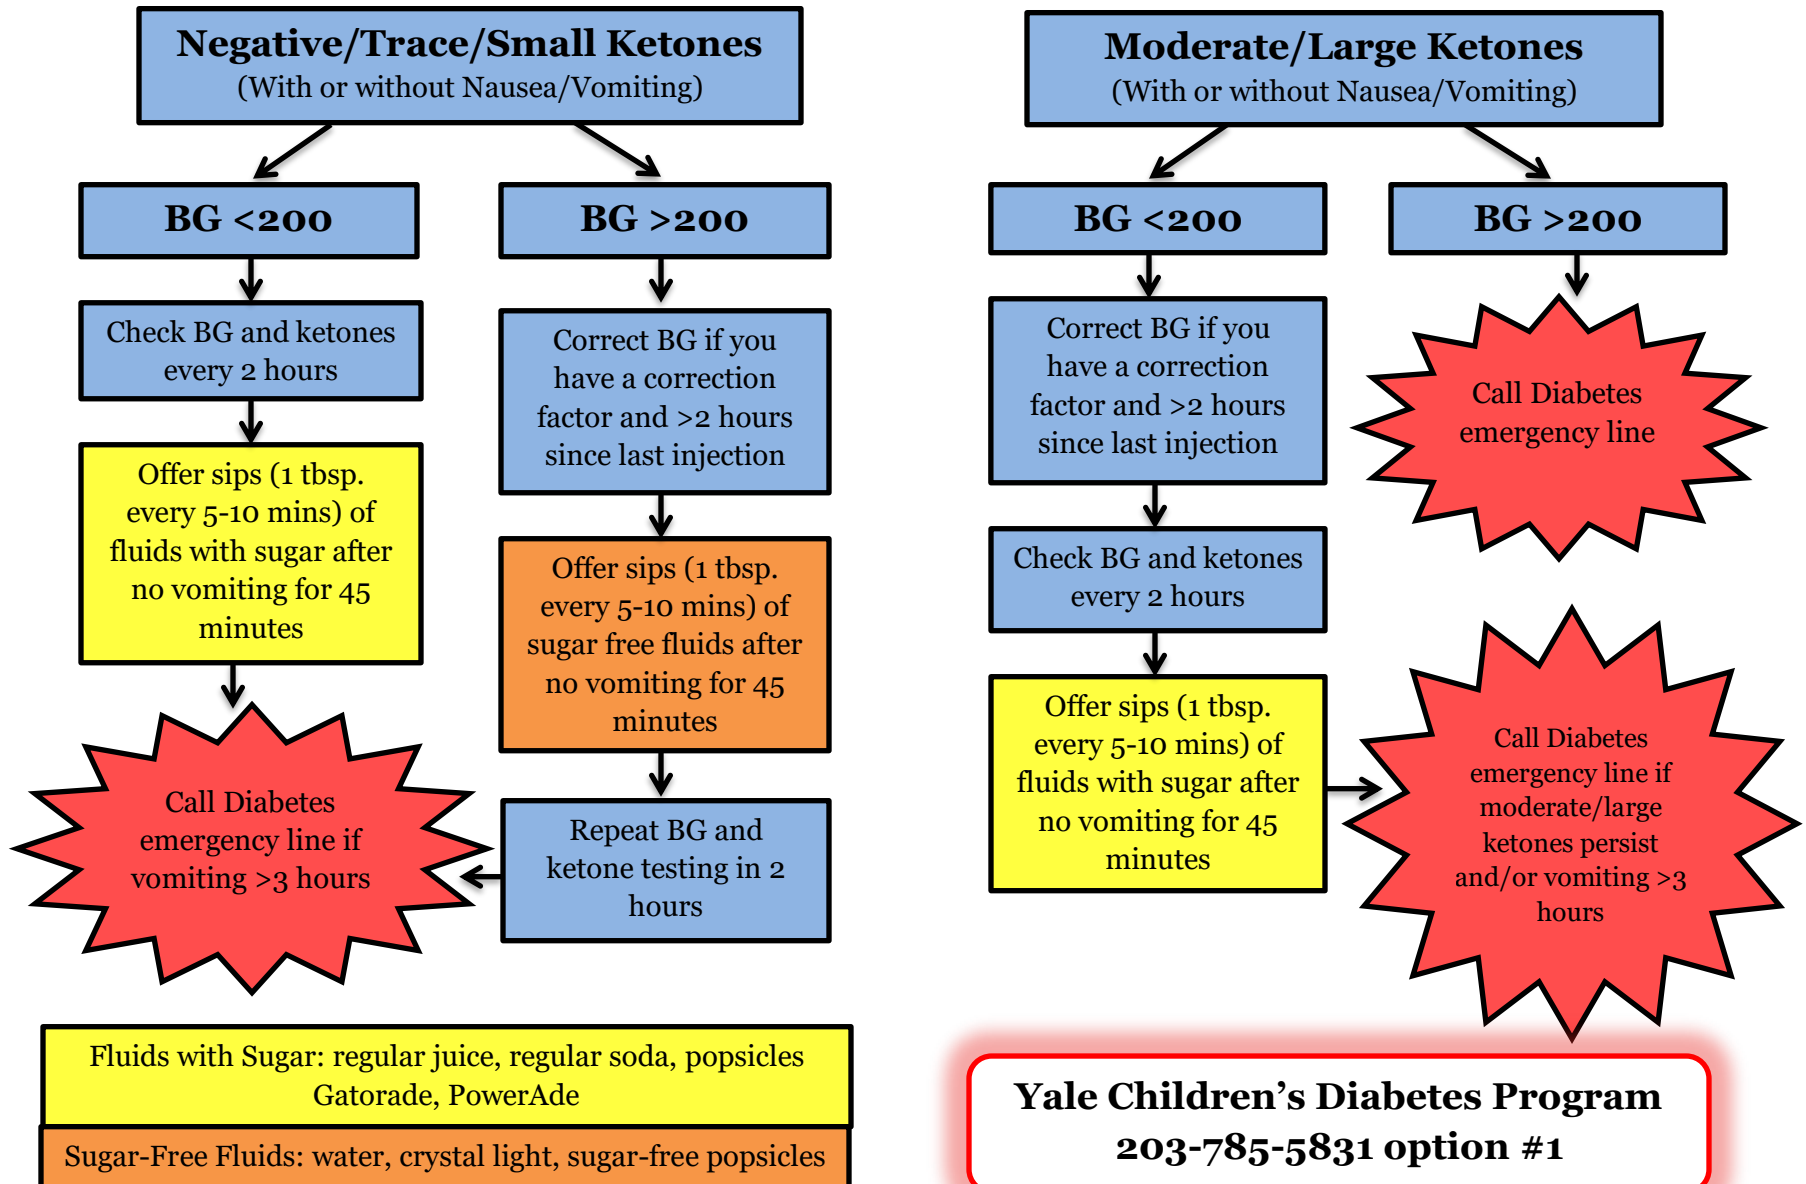 Negative/Trace/Small Ketones
(With or without Nausea/Vomiting)
BG <200
Check BG and ketones
every 2 hours
Offer sips (1 tbsp.
every 5-10 mins) of
fluids with sugar after
no vomiting for 45
minutes
BG >200
Correct BG if you
have a correction
factor and >2 hours
since last injection
Offer sips (1 tbsp.
every 5-10 mins) of
sugar free fluids after
no vomiting for 45
minutes
Repeat BG and
ketone testing in 2
hours
Call Diabetes
emergency line if
vomiting >3 hours
Moderate/Large Ketones
(With or without Nausea/Vomiting)
BG <200
Correct BG if you
have a correction
factor and >2 hours
since last injection
Check BG and ketones
every 2 hours
Offer sips (1 tbsp.
every 5-10 mins) of
fluids with sugar after
no vomiting for 45
minutes
BG >200
Call Diabetes
emergency line
Call Diabetes
emergency line if
moderate/large
ketones persist
and/or vomiting >3
hours
Fluids with Sugar: regular juice, regular soda, popsicles
Gatorade, PowerAde
Sugar-Free Fluids: water, crystal light, sugar-free popsicles
Yale Children’s Diabetes Program
203-785-5831 option #1